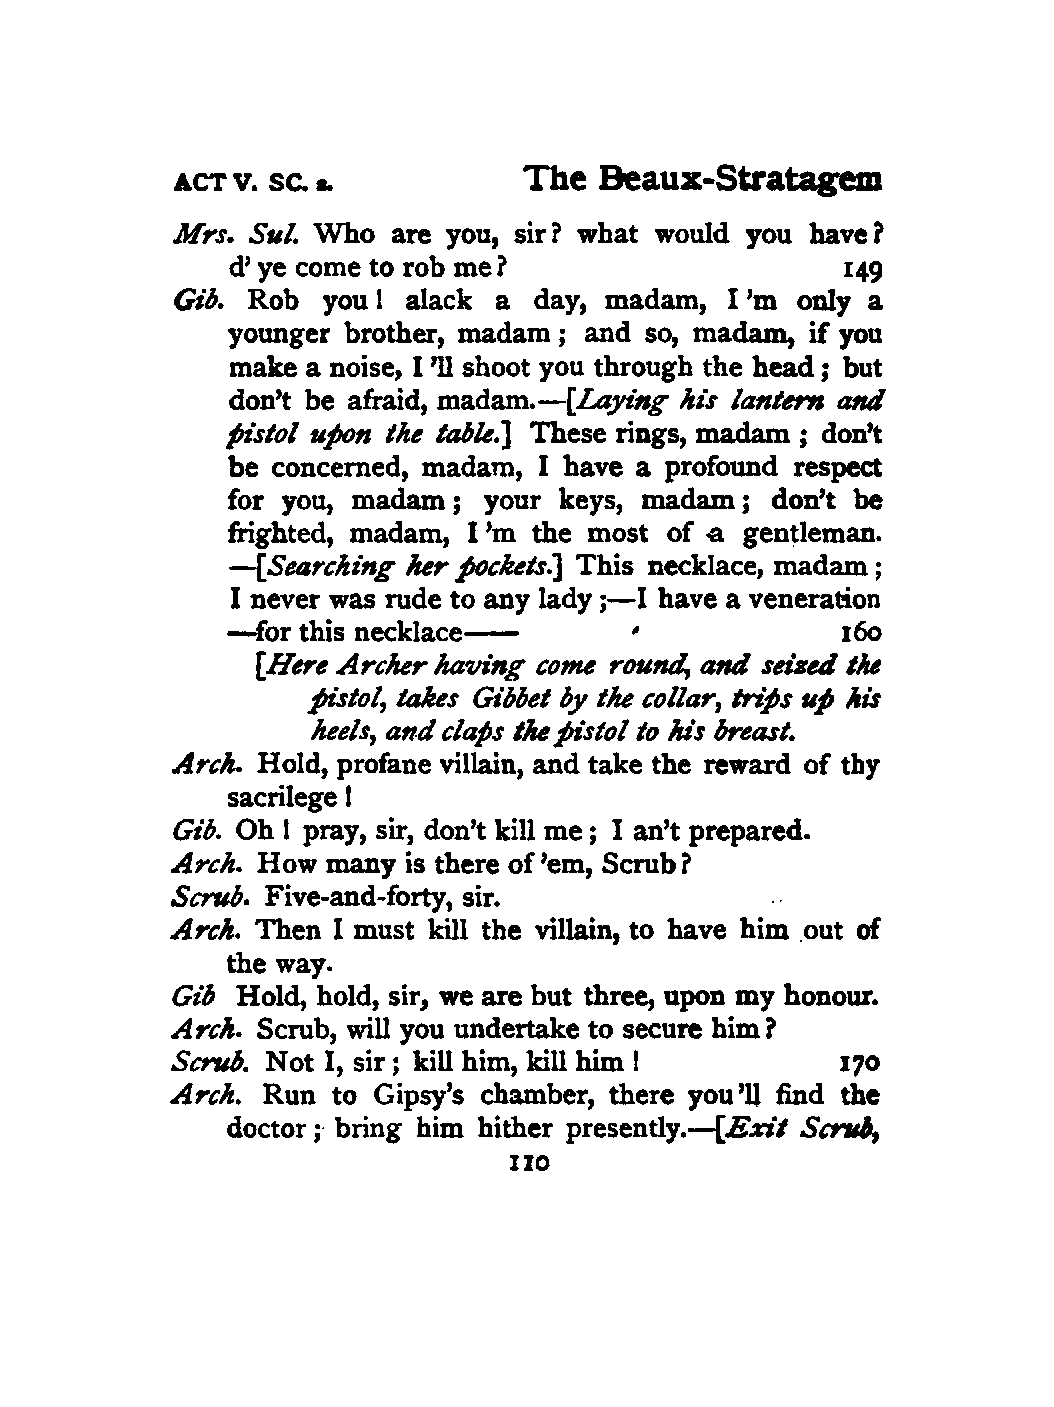 ACT V. SC. 2. The Beaux-Stratagem
Mrs. Sul. Who are you, sir? what would you have?
d' ye come to rob me? 149
Gib. Rob you! alack a day, madam, I 'm only a
younger brother, madam; and so, madam, if you
make a noise, I 'll shoot you through the head; but
don't be afraid, madam.—[Laying his lantern and
pistol upon the table.] These rings, madam; don't
be concerned, madam, I have a profound respect
for you, madam; your keys, madam; don't be
frighted, madam, I 'm the most of a gentleman.
—[Searching her pockets.] This necklace, madam;
I never was rude to any lady;—I have a veneration
—for this necklace—— 160
[Here Archer having come round, and seized the
pistol, takes Gibbet by the collar, trips up his
heels, and claps the pistol to his breast.
Arch. Hold, profane villain, and take the reward of thy
sacrilege!
Gib. Oh! pray, sir, don't kill me; I an't prepared.
Arch. How many is there of 'em, Scrub?
Scrub. Five-and-forty, sir.
Arch. Then I must kill the villain, to have him out of
the way.
Gib Hold, hold, sir, we are but three, upon my honour.
Arch. Scrub, will you undertake to secure him?
Scrub. Not I, sir; kill him, kill him! 170
Arch. Run to Gipsy's chamber, there you 'll find the
doctor; bring him hither presently.—[Exit Scrub,
110